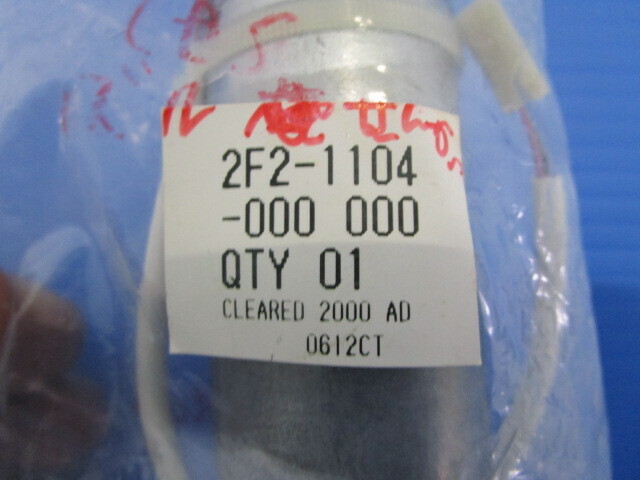 2F2-1104
-000 000
QTY 01
CLEARED 2000 AD
0612CT